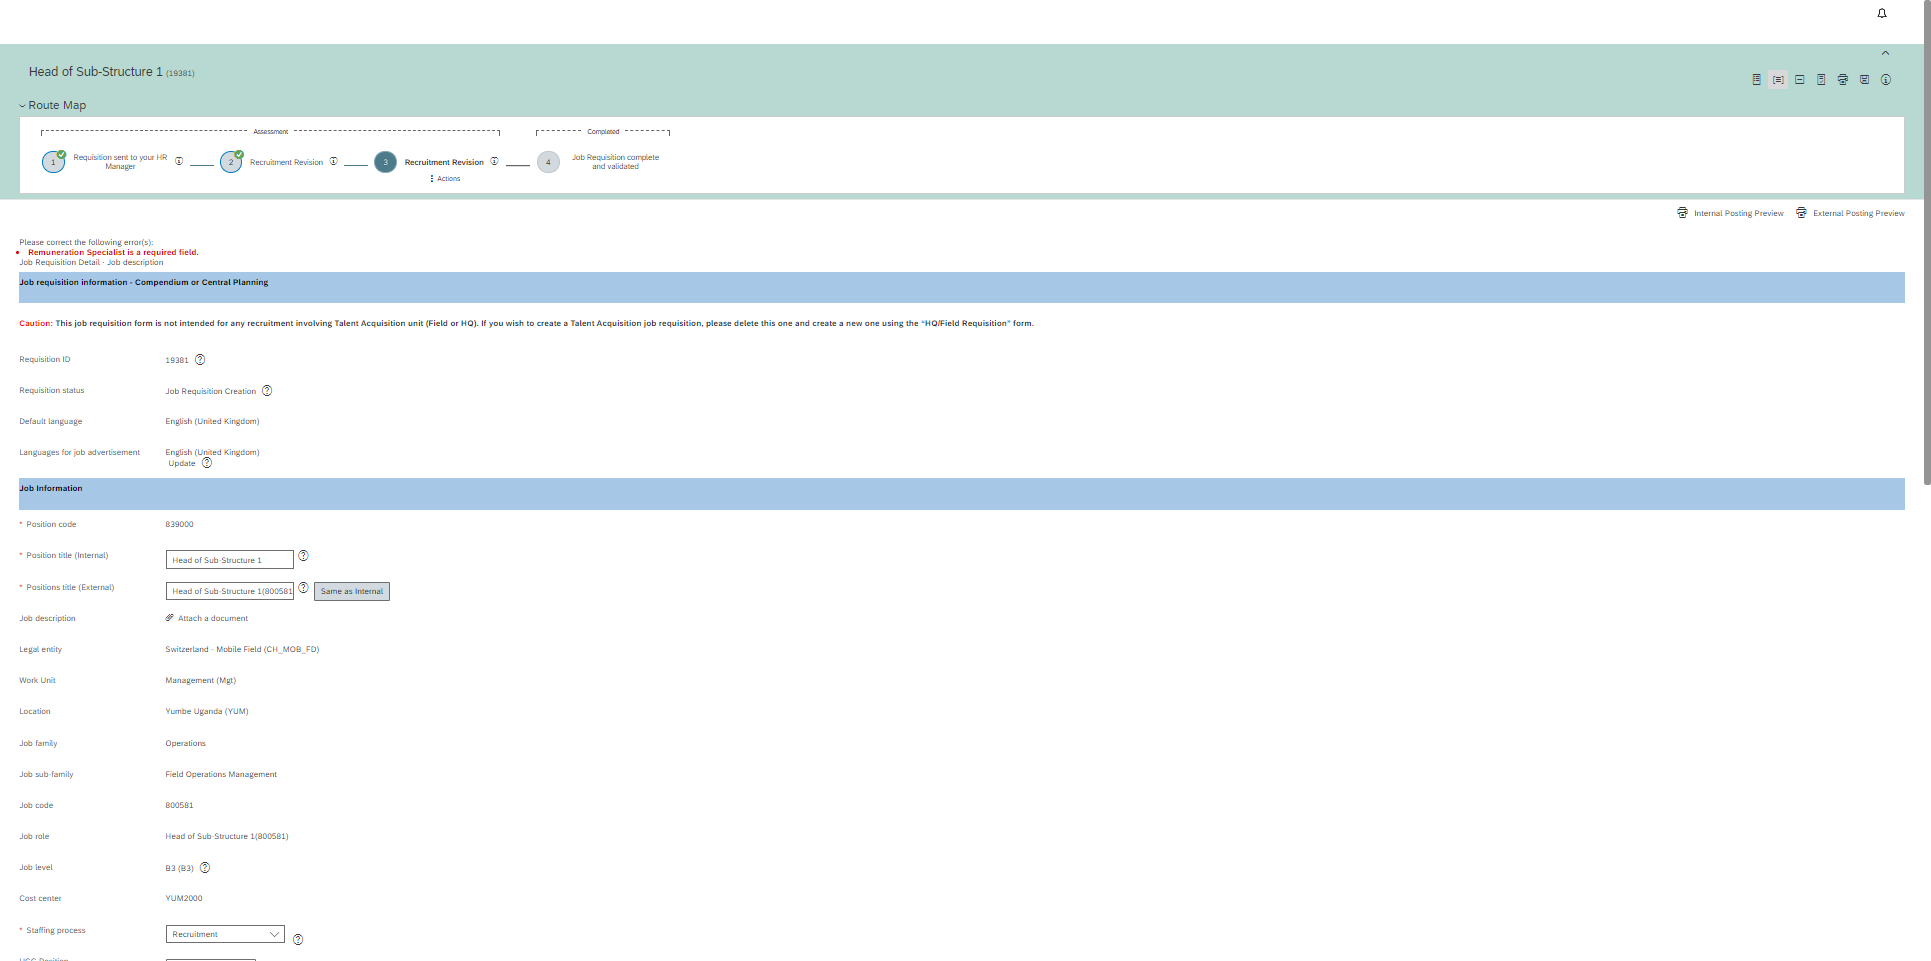 Head of Sub-Structure 1 (19381)
Route Map
Assessment
Completed
1
Requisition sent to your HR Manager
2
Recruitment Revision
3
Recruitment Revision
Actions
4
Job Requisition complete and validated
Internal Posting Preview
External Posting Preview
Please correct the following error(s):
Remuneration Specialist is a required field.
Job Requisition Detail - Job description
Job requisition information - Compendium or Central Planning
Caution: This job requisition form is not intended for any recruitment involving Talent Acquisition unit (Field or HQ). If you wish to create a Talent Acquisition job requisition, please delete this one and create a new one using the "HQ/Field Requisition" form.
Requisition ID 19381
Requisition status Job Requisition Creation
Default language English (United Kingdom)
Languages for job advertisement English (United Kingdom)
Update
Job Information
* Position code 839000
* Position title (Internal) Head of Sub-Structure 1
* Positions title (External) Head of Sub-Structure 1(800581 Same as Internal
Job description Attach a document
Legal entity Switzerland - Mobile Field (CH_MOB_FD)
Work Unit Management (Mgt)
Location Yumbe Uganda (YUM)
Job family Operations
Job sub-family Field Operations Management
Job code 800581
Job role Head of Sub-Structure 1(800581)
Job level B3 (B3)
Cost center YUM2000
* Staffing process Recruitment